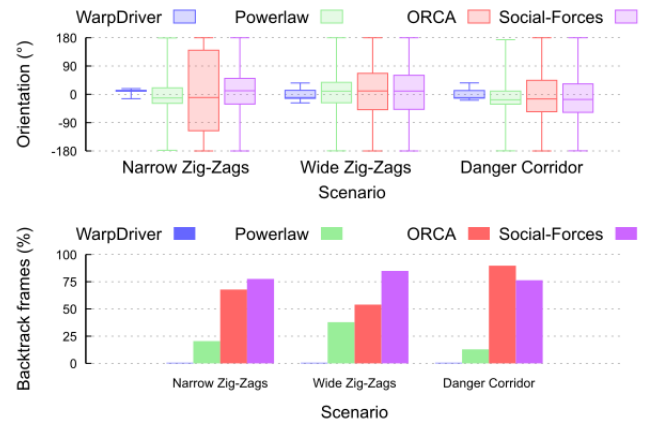 WarpDriver Powerlaw ORCA Social-Forces
Orientation (°)
180
90
0
-90
-180
Narrow Zig-Zags Wide Zig-Zags Danger Corridor
Scenario
WarpDriver Powerlaw ORCA Social-Forces
Backtrack frames (%)
100
75
50
25
0
Narrow Zig-Zags Wide Zig-Zags Danger Corridor
Scenario